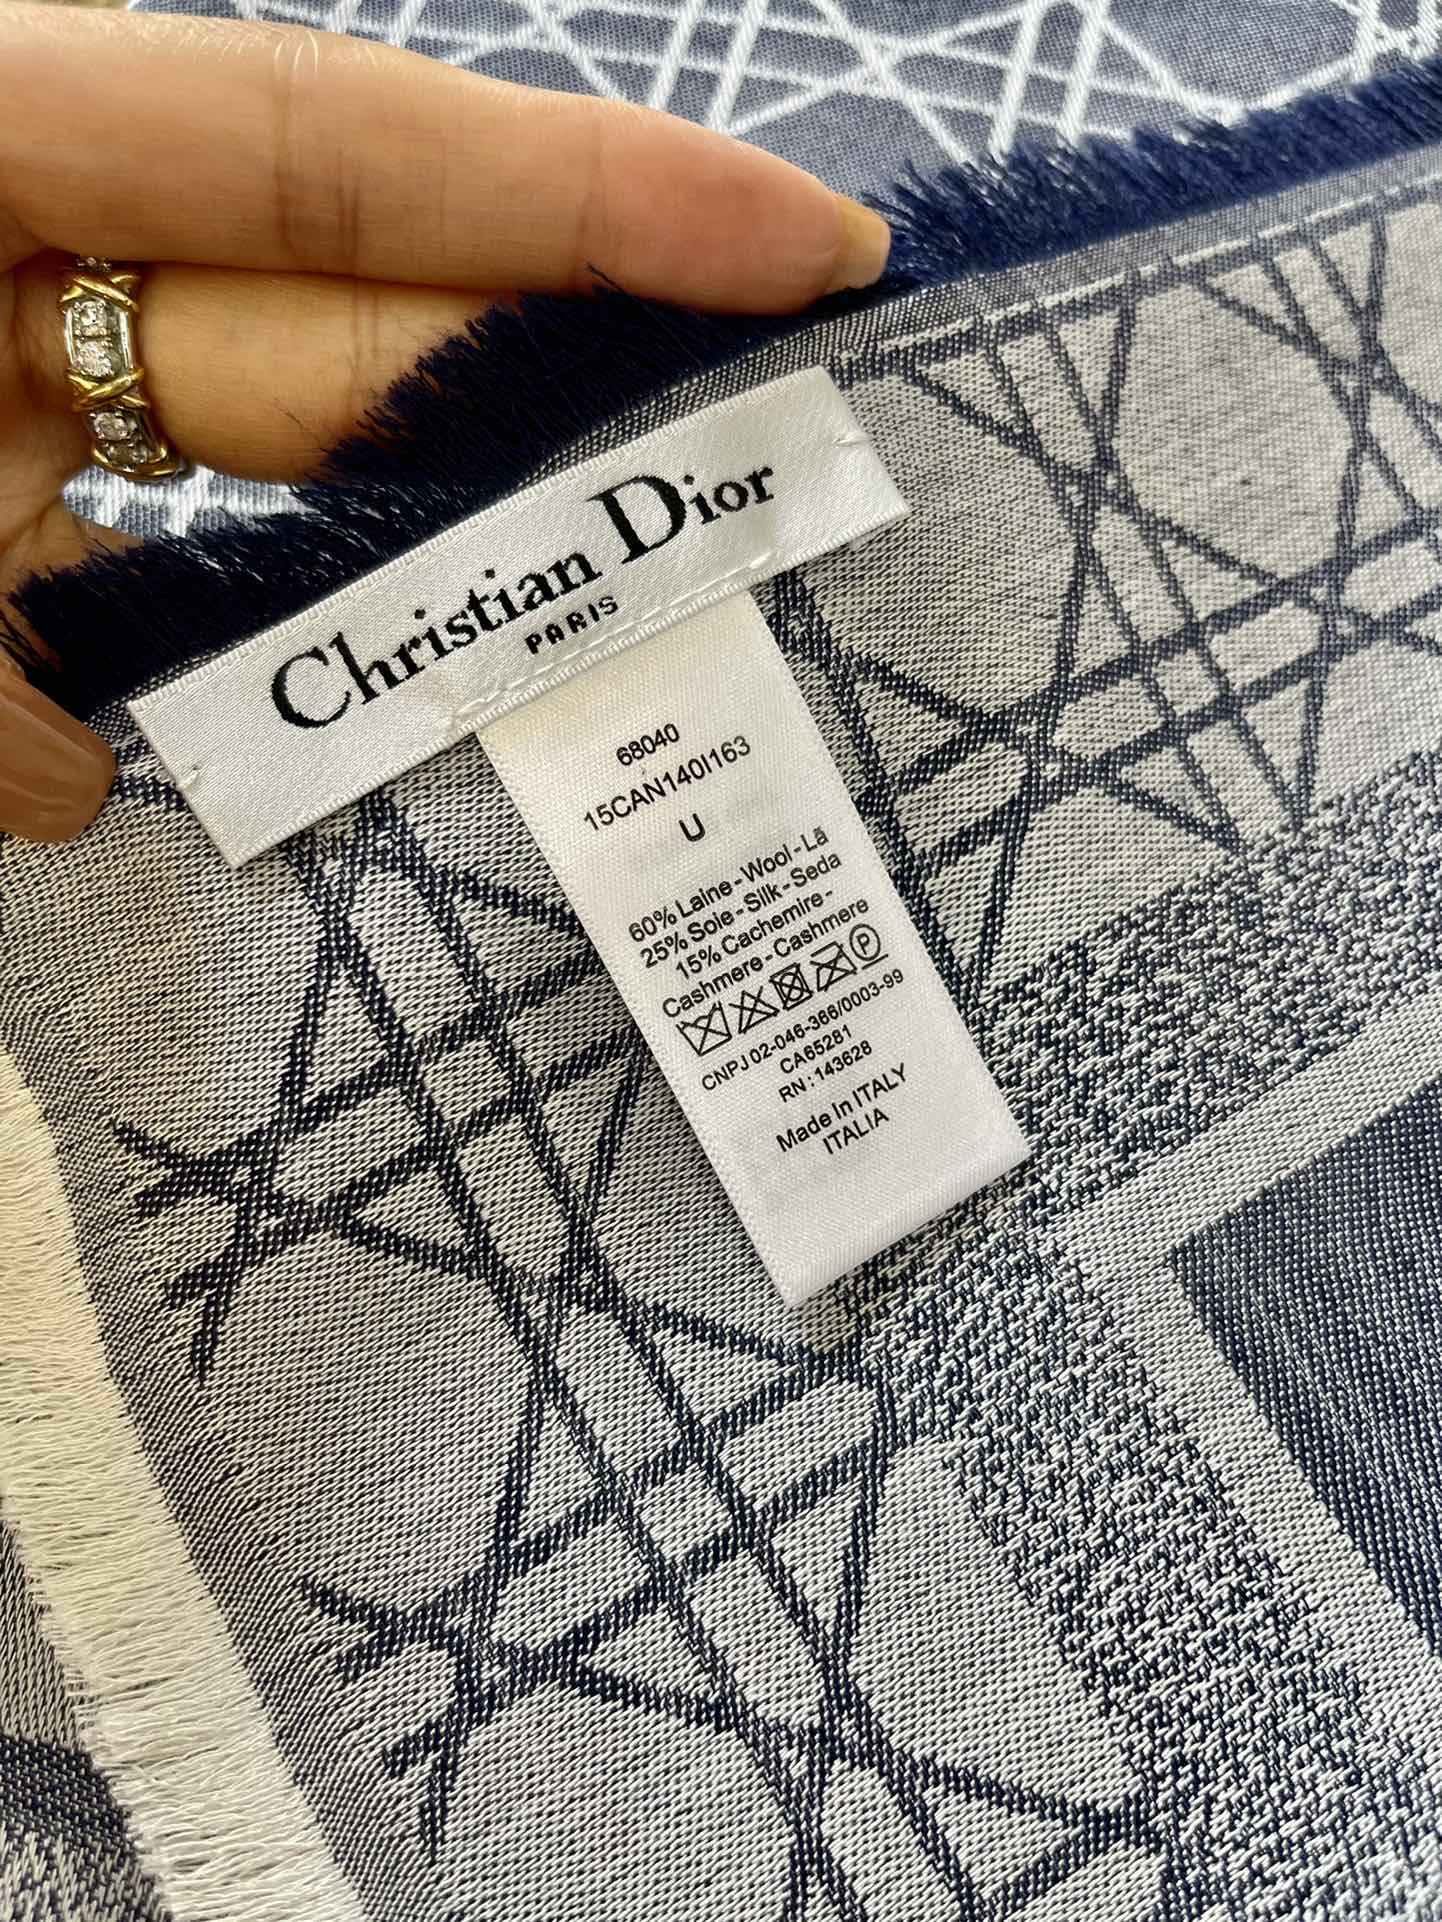 Christian Dior
PARIS
68040
15CAN140I163
U
60% Laine - Wool - Lã
25% Soie - Silk - Seda
15% Cachemire -
Cashmere - Cashmere
P
CNPJ 02-046-366/0003-99
CA65281
RN : 143628
Made In ITALY
ITALIA